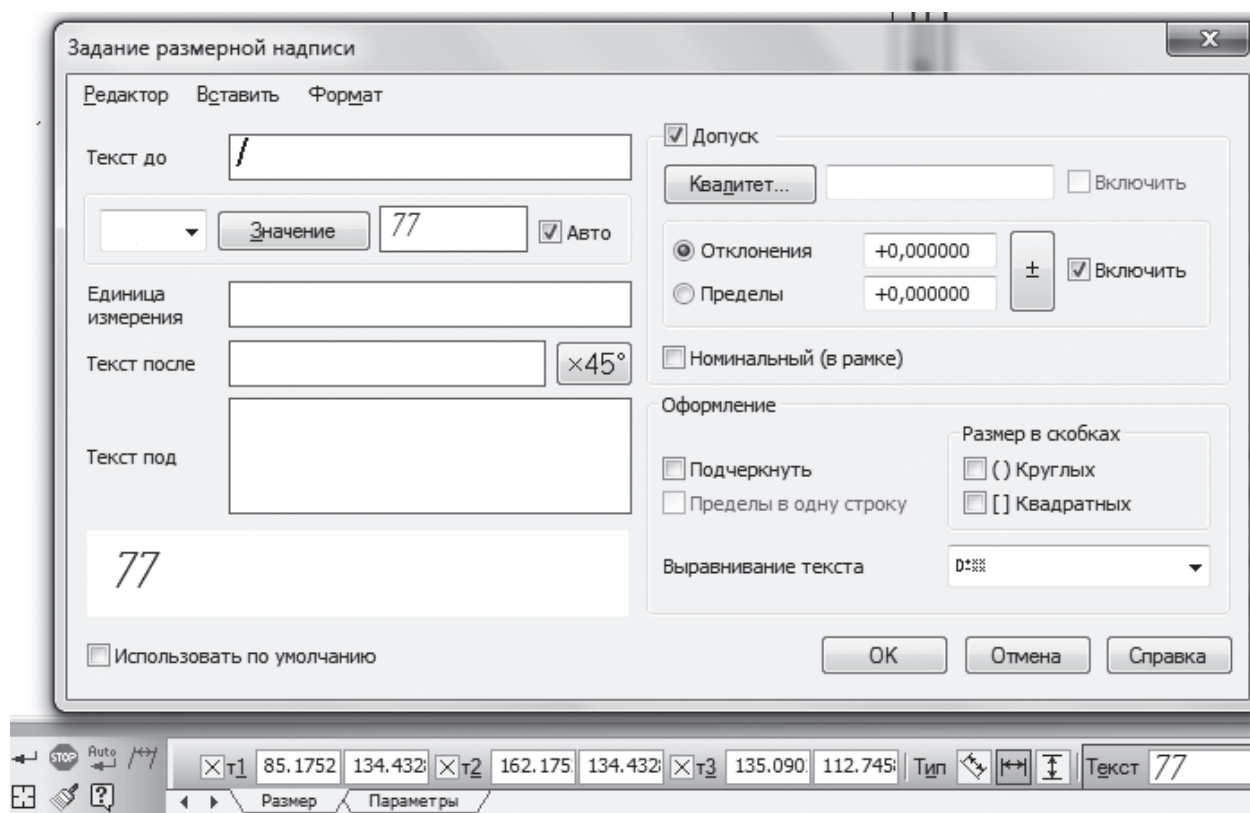 Задание размерной надписи
X
Редактор Вставить Формат
Текст до
Значение 77 Авто
Единица
измерения
Текст после ×45°
Текст под
77
Использовать по умолчанию
Допуск
Квалитет... Включить
Отклонения +0,000000 ± Включить
Пределы +0,000000
Номинальный (в рамке)
Оформление
Размер в скобках
Подчеркнуть ( ) Круглых
Пределы в одну строку [ ] Квадратных
Выравнивание текста
OK Отмена Справка
STOP Auto
т1 85.1752 134.432 т2 162.175 134.432 т3 135.090 112.745 Тип Текст 77
Размер Параметры